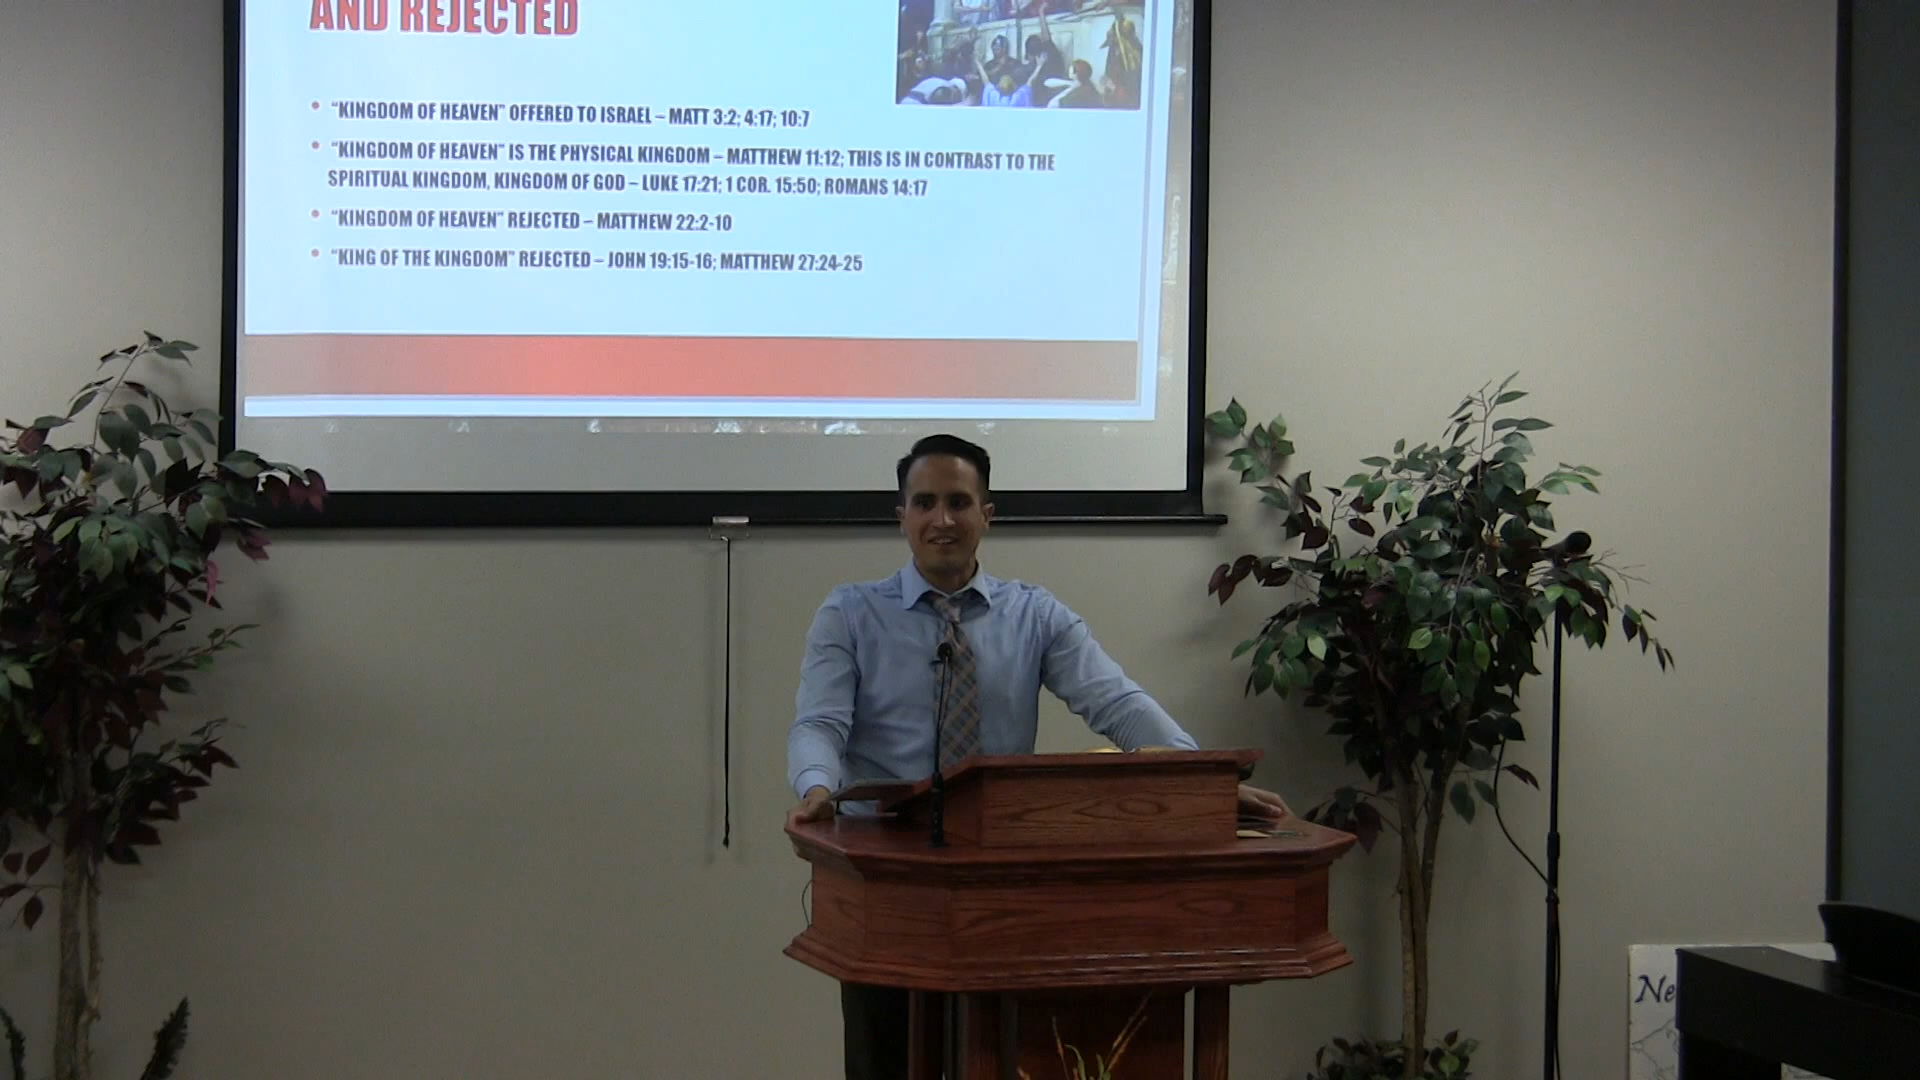 AND REJECTED
• "KINGDOM OF HEAVEN" OFFERED TO ISRAEL – MATT 3:2; 4:17; 10:7
• "KINGDOM OF HEAVEN" IS THE PHYSICAL KINGDOM – MATTHEW 11:12; THIS IS IN CONTRAST TO THE
SPIRITUAL KINGDOM, KINGDOM OF GOD – LUKE 17:21; 1 COR. 15:50; ROMANS 14:17
• "KINGDOM OF HEAVEN" REJECTED – MATTHEW 22:2-10
• "KING OF THE KINGDOM" REJECTED – JOHN 19:15-16; MATTHEW 27:24-25
Ne